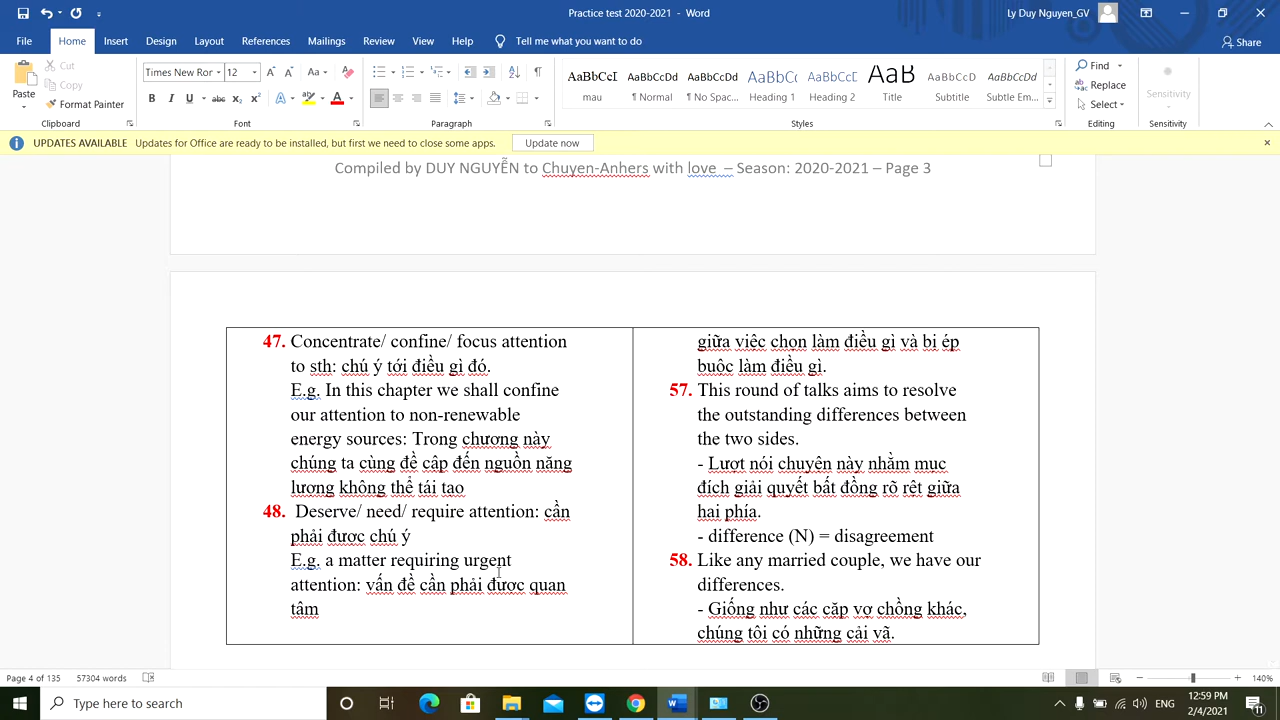 Practice test 2020-2021 - Word
Ly Duy Nguyen_GV
File Home Insert Design Layout References Mailings Review View Help Tell me what you want to do
Share
Paste
Cut
Copy
Format Painter
Clipboard
Times New Ror 12
Aa
B I U abc x₂ x² A A
Font
Paragraph
AaBbCcI AaBbCcDd AaBbCcDd AaBbC( AaBbCcD AaB AaBbCcD AaBbCcDd
mau ¶ Normal ¶ No Spac... Heading 1 Heading 2 Title Subtitle Subtle Em...
Styles
Find
Replace
Select
Editing
Sensitivity
Sensitivity
UPDATES AVAILABLE Updates for Office are ready to be installed, but first we need to close some apps. Update now
Compiled by DUY NGUYỄN to Chuyen-Anhers with love – Season: 2020-2021 – Page 3
47. Concentrate/ confine/ focus attention
to sth: chú ý tới điều gì đó.
E.g. In this chapter we shall confine
our attention to non-renewable
energy sources: Trong chương này
chúng ta cùng đề cập đến nguồn năng
lượng không thể tái tạo
48. Deserve/ need/ require attention: cần
phải được chú ý
E.g. a matter requiring urgent
attention: vấn đề cần phải được quan
tâm
giữa việc chọn làm điều gì và bị ép
buộc làm điều gì.
57. This round of talks aims to resolve
the outstanding differences between
the two sides.
- Lượt nói chuyện này nhằm mục
đích giải quyết bất đồng rõ rệt giữa
hai phía.
- difference (N) = disagreement
58. Like any married couple, we have our
differences.
- Giống như các cặp vợ chồng khác,
chúng tôi có những cải vã.
Page 4 of 135 57304 words
140%
Type here to search
12:59 PM
2/4/2021
11